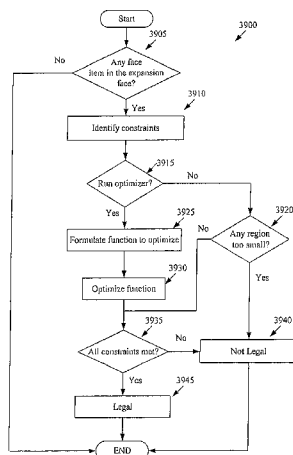 Start
3900
3905
No
Any face
item in the expansion
face?
Yes
3910
Identify constraints
3915
Run optimizer?
No
3920
Yes
3925
No
Any region
too small?
Formulate function to optimize
3930
Yes
Optimize function
3935
3940
All constraints met?
No
Not Legal
Yes
3945
Legal
END